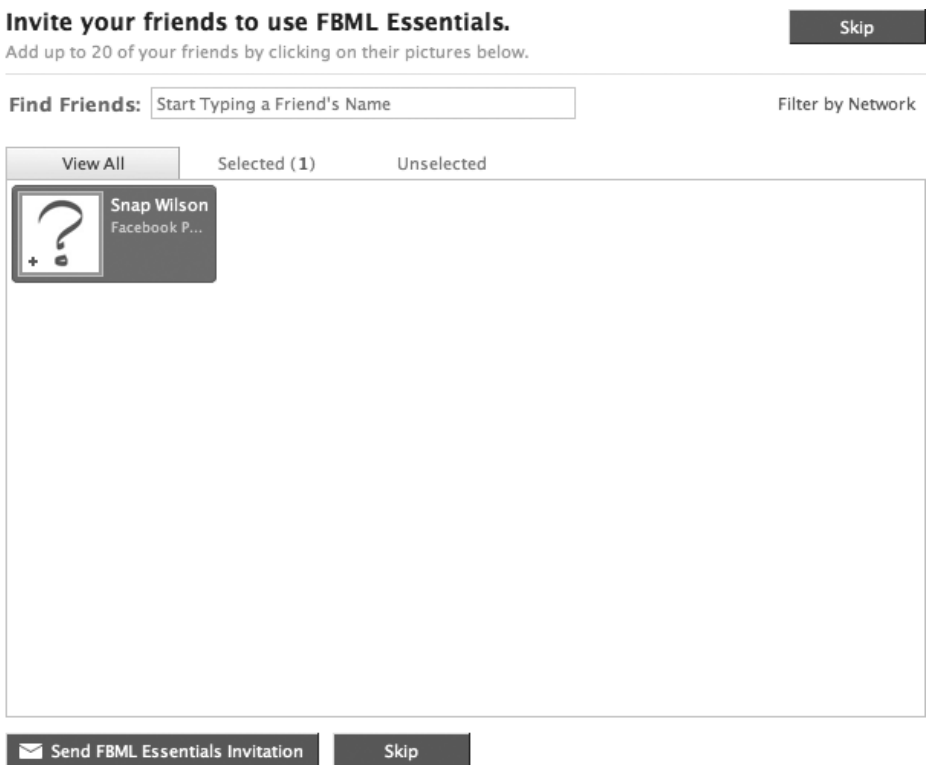 Invite your friends to use FBML Essentials.
Skip
Add up to 20 of your friends by clicking on their pictures below.
Find Friends: Start Typing a Friend's Name
Filter by Network
View All
Selected (1)
Unselected
Snap Wilson
Facebook P...
Send FBML Essentials Invitation
Skip